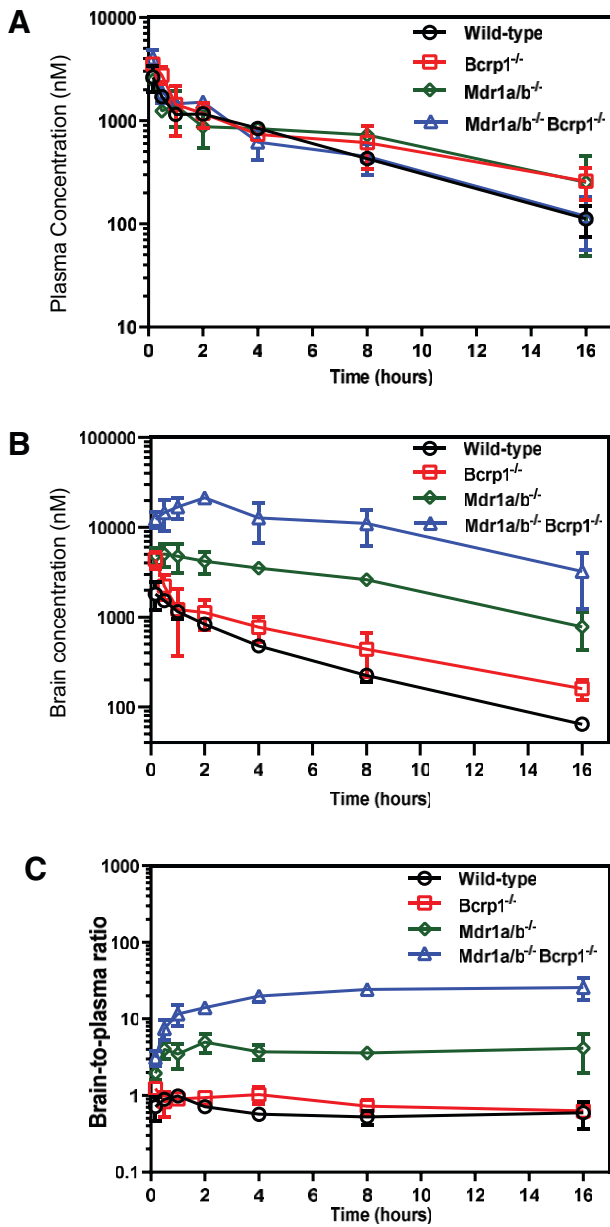 A
Plasma Concentration (nM)
10000
1000
100
10
Wild-type
Bcrp1-/-
Mdr1a/b-/-
Mdr1a/b-/- Bcrp1-/-
0 2 4 6 8 10 12 14 16
Time (hours)
B
Brain concentration (nM)
100000
10000
1000
100
Wild-type
Bcrp1-/-
Mdr1a/b-/-
Mdr1a/b-/- Bcrp1-/-
0 2 4 6 8 10 12 14 16
Time (hours)
C
Brain-to-plasma ratio
1000
100
10
1
0.1
Wild-type
Bcrp1-/-
Mdr1a/b-/-
Mdr1a/b-/- Bcrp1-/-
0 2 4 6 8 10 12 14 16
Time (hours)